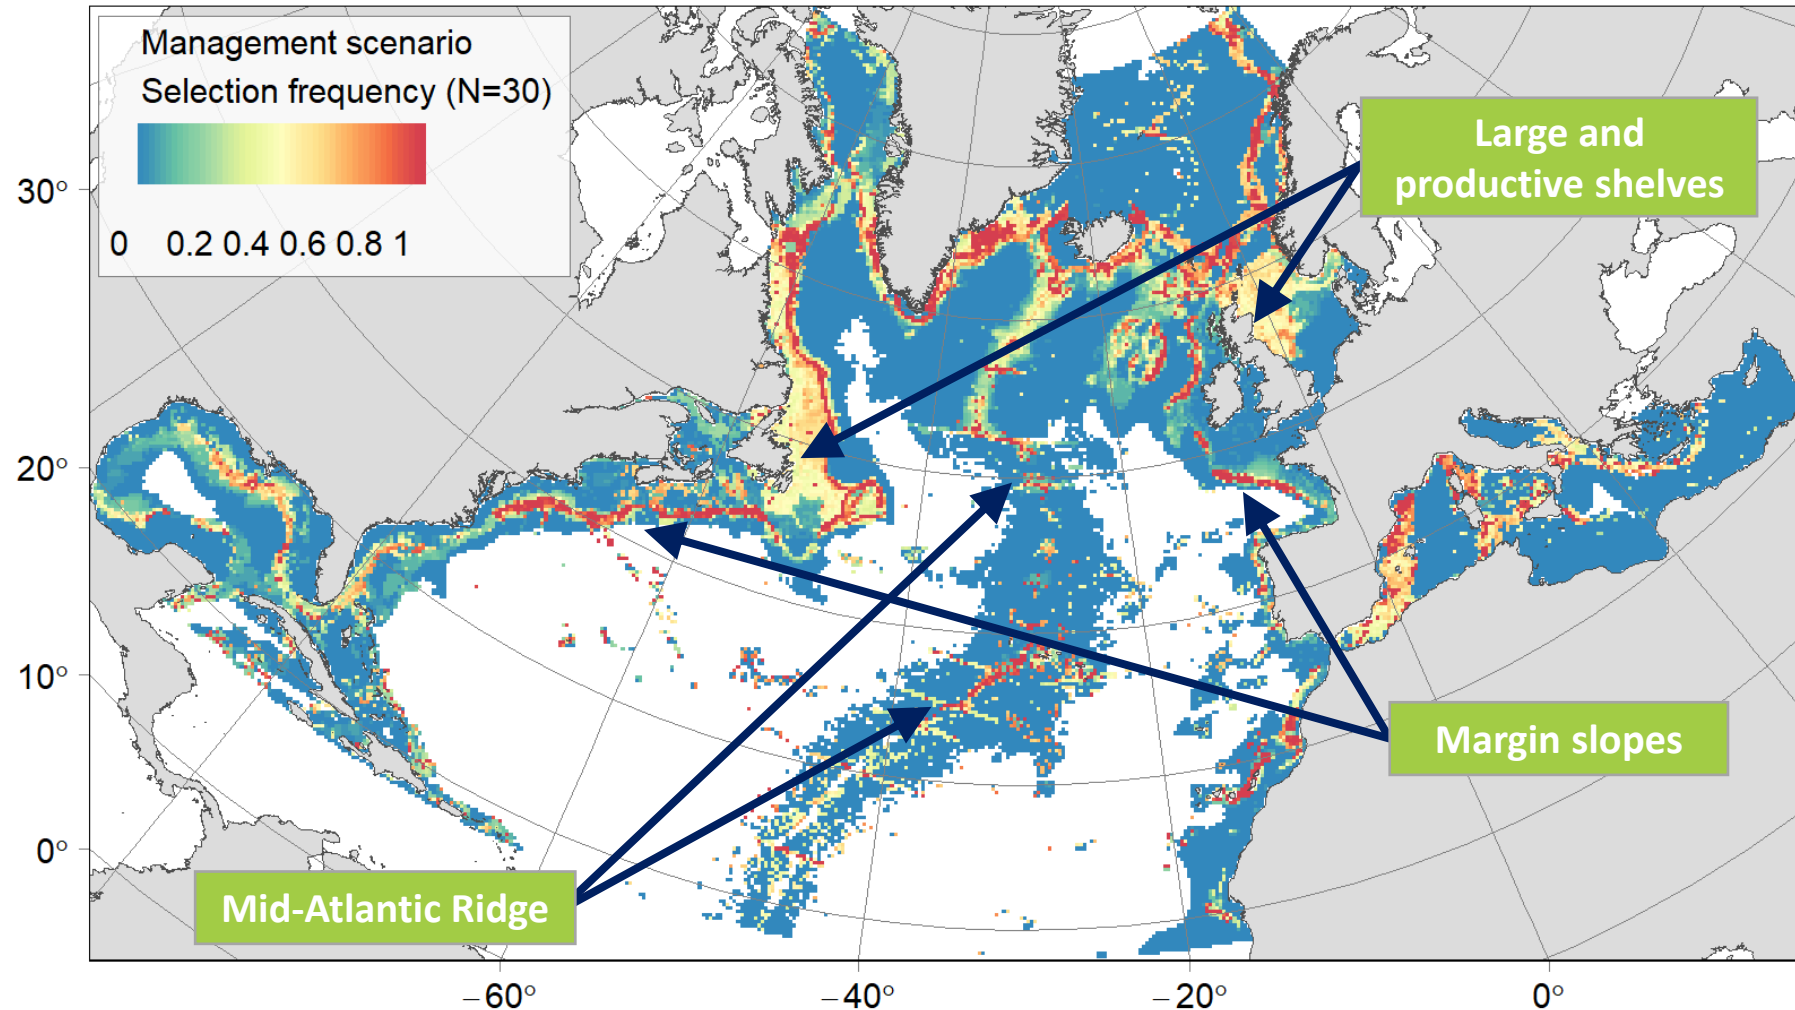 Management scenario
Selection frequency (N=30)
0 0.2 0.4 0.6 0.8 1
Large and
productive shelves
30°
20°
10°
0°
Margin slopes
Mid-Atlantic Ridge
−60° −40° −20° 0°